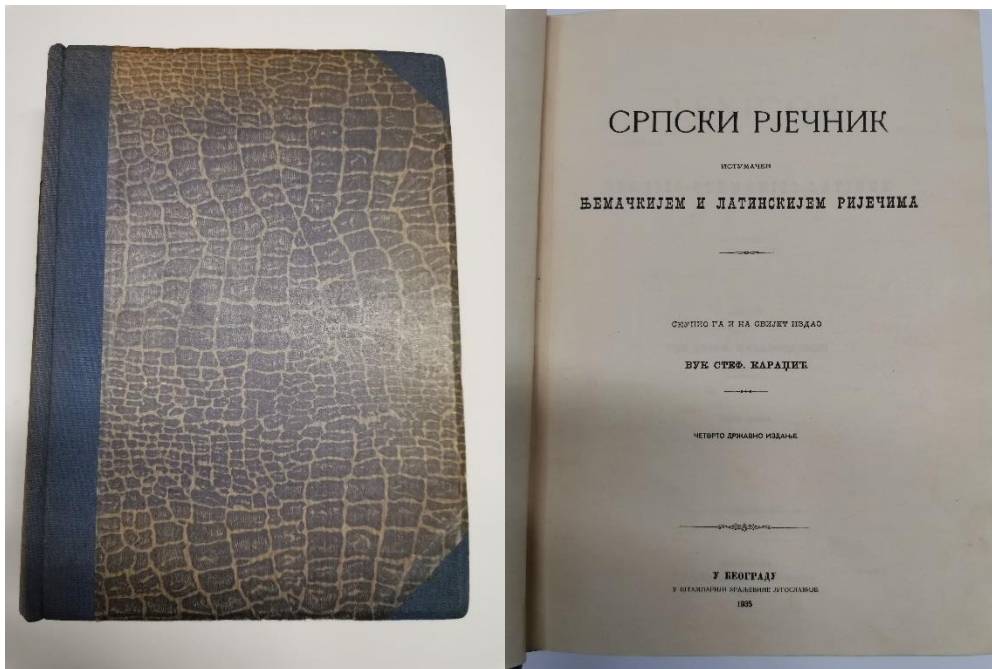 СРПСКИ РЈЕЧНИК
ИСТУМАЧЕН
ЊЕМАЧКИЈЕМ И ЛАТИНСКИЈЕМ РИЈЕЧИМА
СКУПИО ГА И НА СВИЈЕТ ИЗДАО
ВУК СТЕФ. КАРАЏИЋ
ЧЕТВРТО ДРЖАВНО ИЗДАЊЕ
У БЕОГРАДУ
У ШТАМПАРИЈИ КРАЉЕВИНЕ ЈУГОСЛАВИЈЕ
1935